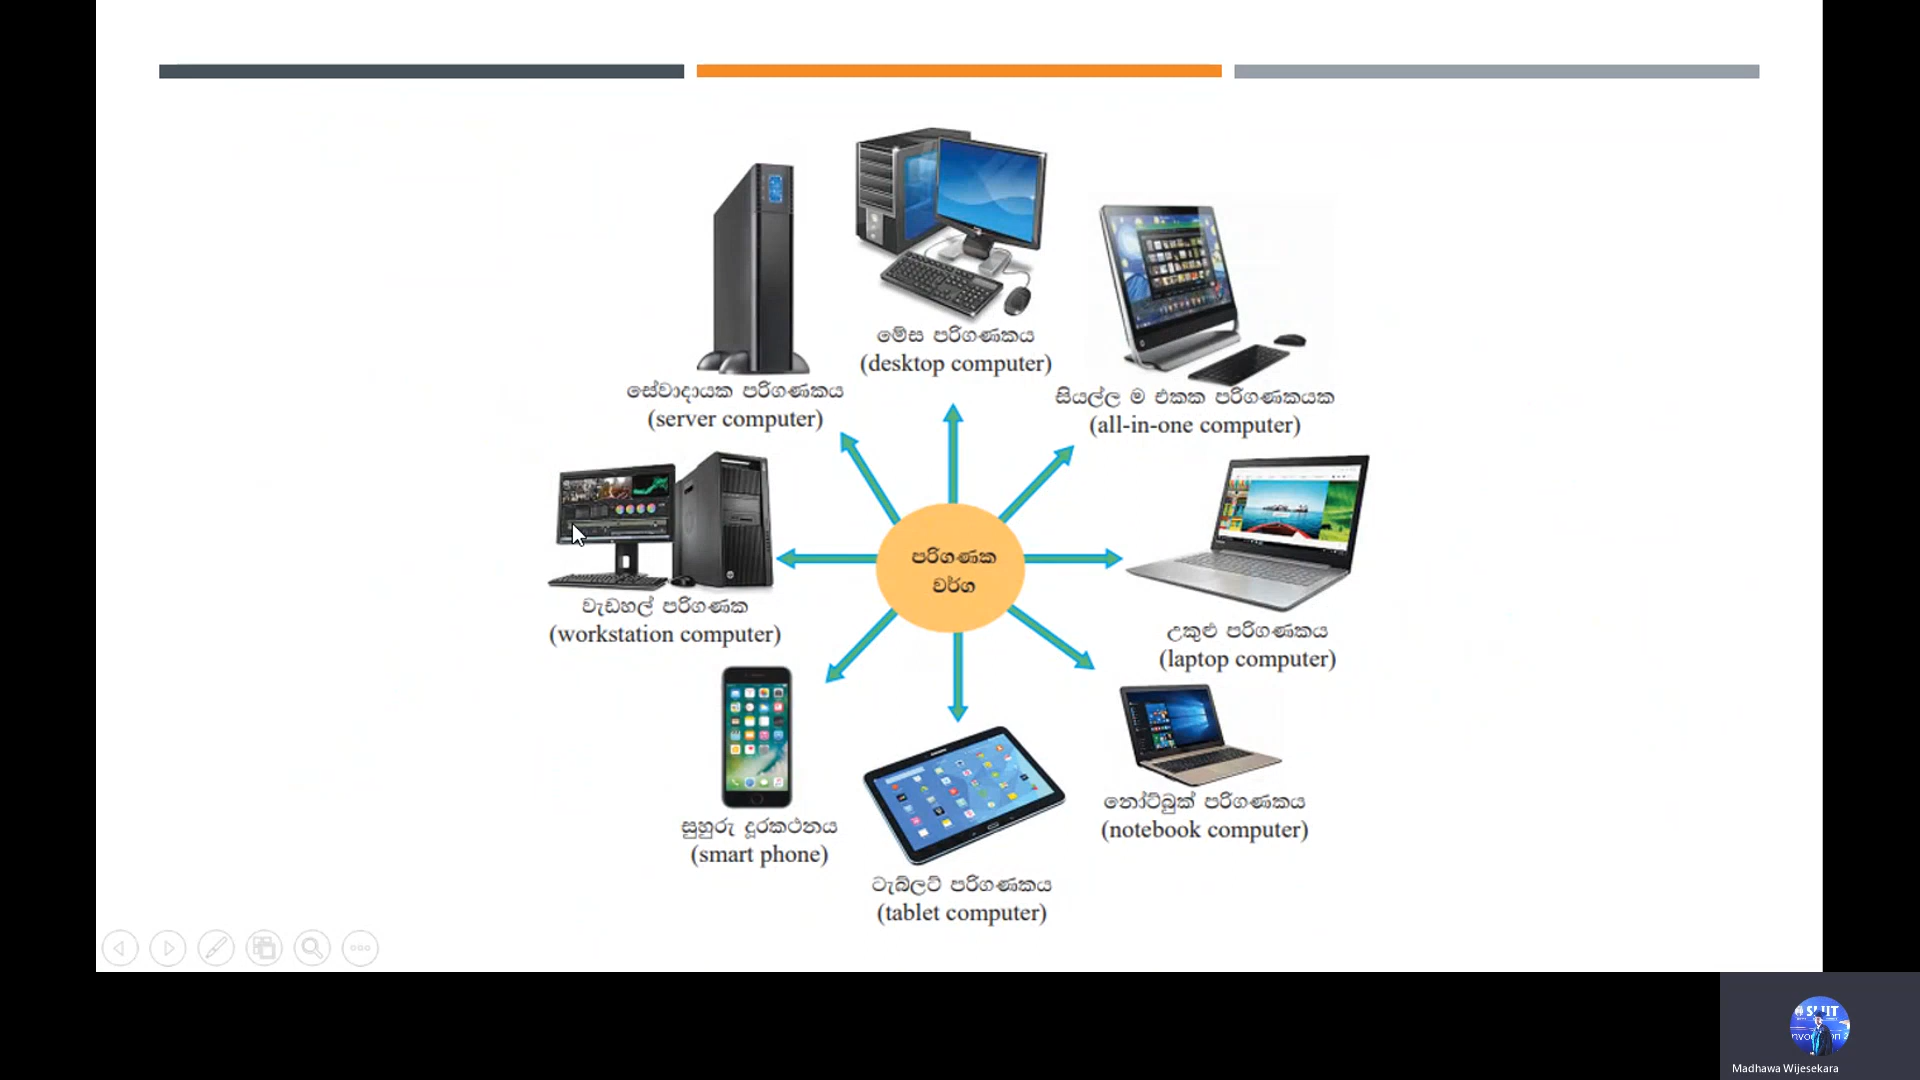 මේස පරිගණකය
(desktop computer)
සේවාදායක පරිගණකය
(server computer)
සියල්ල ම එකක පරිගණකයක
(all-in-one computer)
පරිගණක
වර්ග
වැඩහල් පරිගණක
(workstation computer)
උකුළු පරිගණකය
(laptop computer)
සුහුරු දූරකථනය
(smart phone)
නෝට්බුක් පරිගණකය
(notebook computer)
ටැබ්ලට් පරිගණකය
(tablet computer)
Madhawa Wijesekara